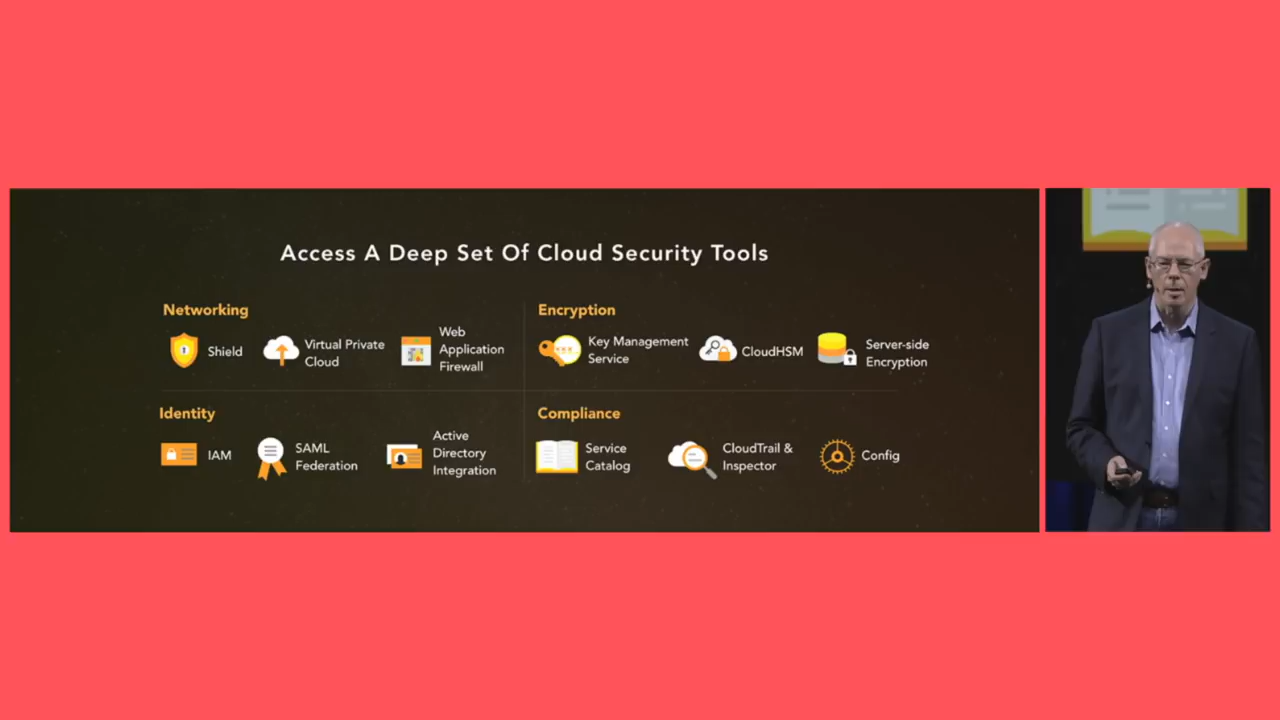 Access A Deep Set Of Cloud Security Tools
Networking
Shield
Virtual Private
Cloud
Web
Application
Firewall
Encryption
Key Management
Service
CloudHSM
Server-side
Encryption
Identity
IAM
SAML
Federation
Active
Directory
Integration
Compliance
Service
Catalog
CloudTrail &
Inspector
Config